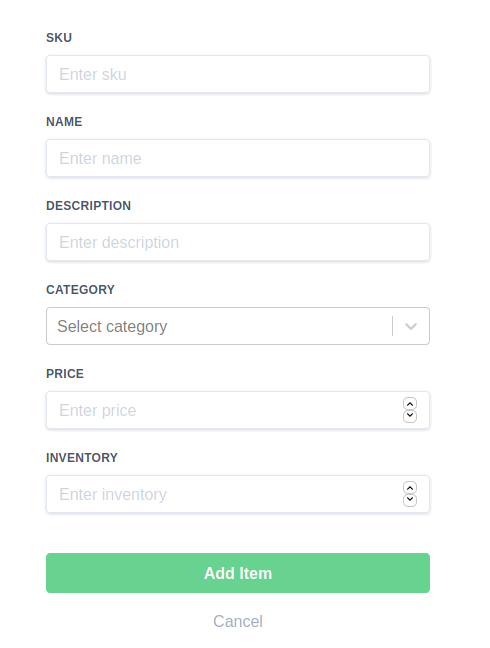 SKU
Enter sku
NAME
Enter name
DESCRIPTION
Enter description
CATEGORY
Select category
PRICE
Enter price
INVENTORY
Enter inventory
Add Item
Cancel